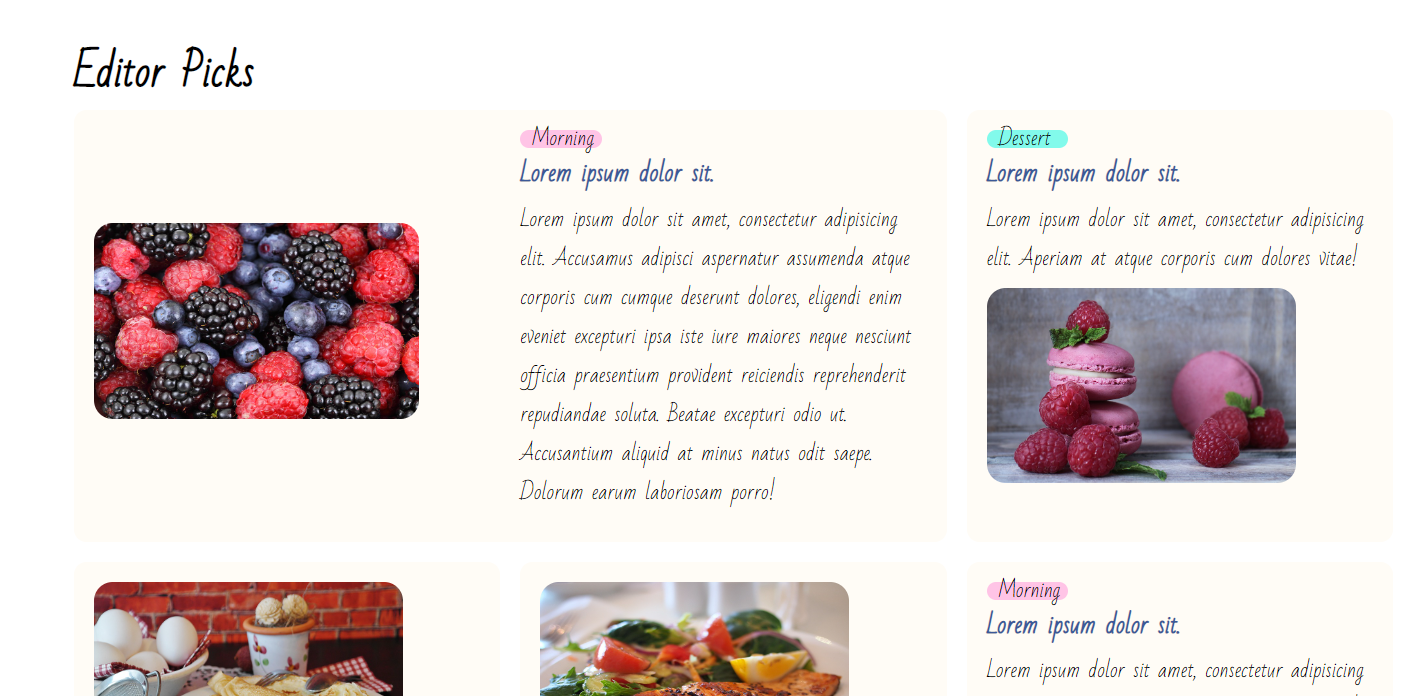 Editor Picks
Morning
Lorem ipsum dolor sit.
Lorem ipsum dolor sit amet, consectetur adipisicing
elit. Accusamus adipisci aspernatur assumenda atque
corporis cum cumque deserunt dolores, eligendi enim
eveniet excepturi ipsa iste iure maiores neque nesciunt
officia praesentium provident reiciendis reprehenderit
repudiandae soluta. Beatae excepturi odio ut.
Accusantium aliquid at minus natus odit saepe.
Dolorum earum laboriosam porro!
Dessert
Lorem ipsum dolor sit.
Lorem ipsum dolor sit amet, consectetur adipisicing
elit. Aperiam at atque corporis cum dolores vitae!
Morning
Lorem ipsum dolor sit.
Lorem ipsum dolor sit amet, consectetur adipisicing